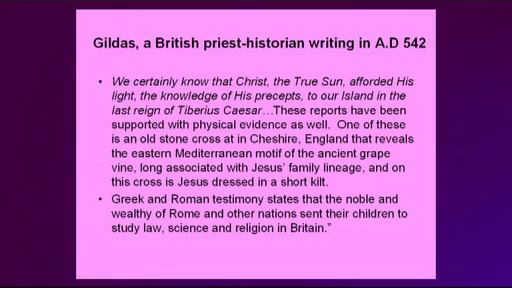 Gildas, a British priest-historian writing in A.D 542
• We certainly know that Christ, the True Sun, afforded His
light, the knowledge of His precepts, to our Island in the
last reign of Tiberius Caesar…These reports have been
supported with physical evidence as well.  One of these
is an old stone cross at in Cheshire, England that reveals
the eastern Mediterranean motif of the ancient grape
vine, long associated with Jesus' family lineage, and on
this cross is Jesus dressed in a short kilt.
• Greek and Roman testimony states that the noble and
wealthy of Rome and other nations sent their children to
study law, science and religion in Britain.”